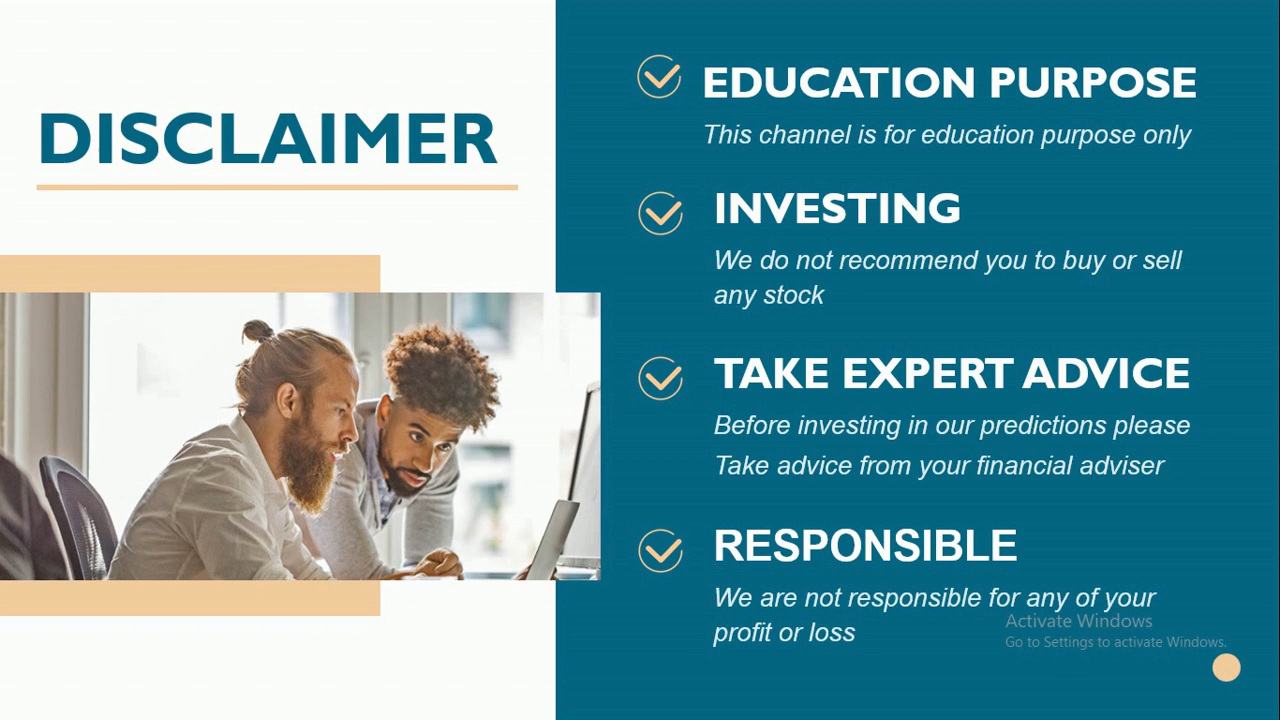 DISCLAIMER
EDUCATION PURPOSE
This channel is for education purpose only
INVESTING
We do not recommend you to buy or sell
any stock
TAKE EXPERT ADVICE
Before investing in our predictions please
Take advice from your financial adviser
RESPONSIBLE
We are not responsible for any of your
profit or loss
Activate Windows
Go to Settings to activate Windows.